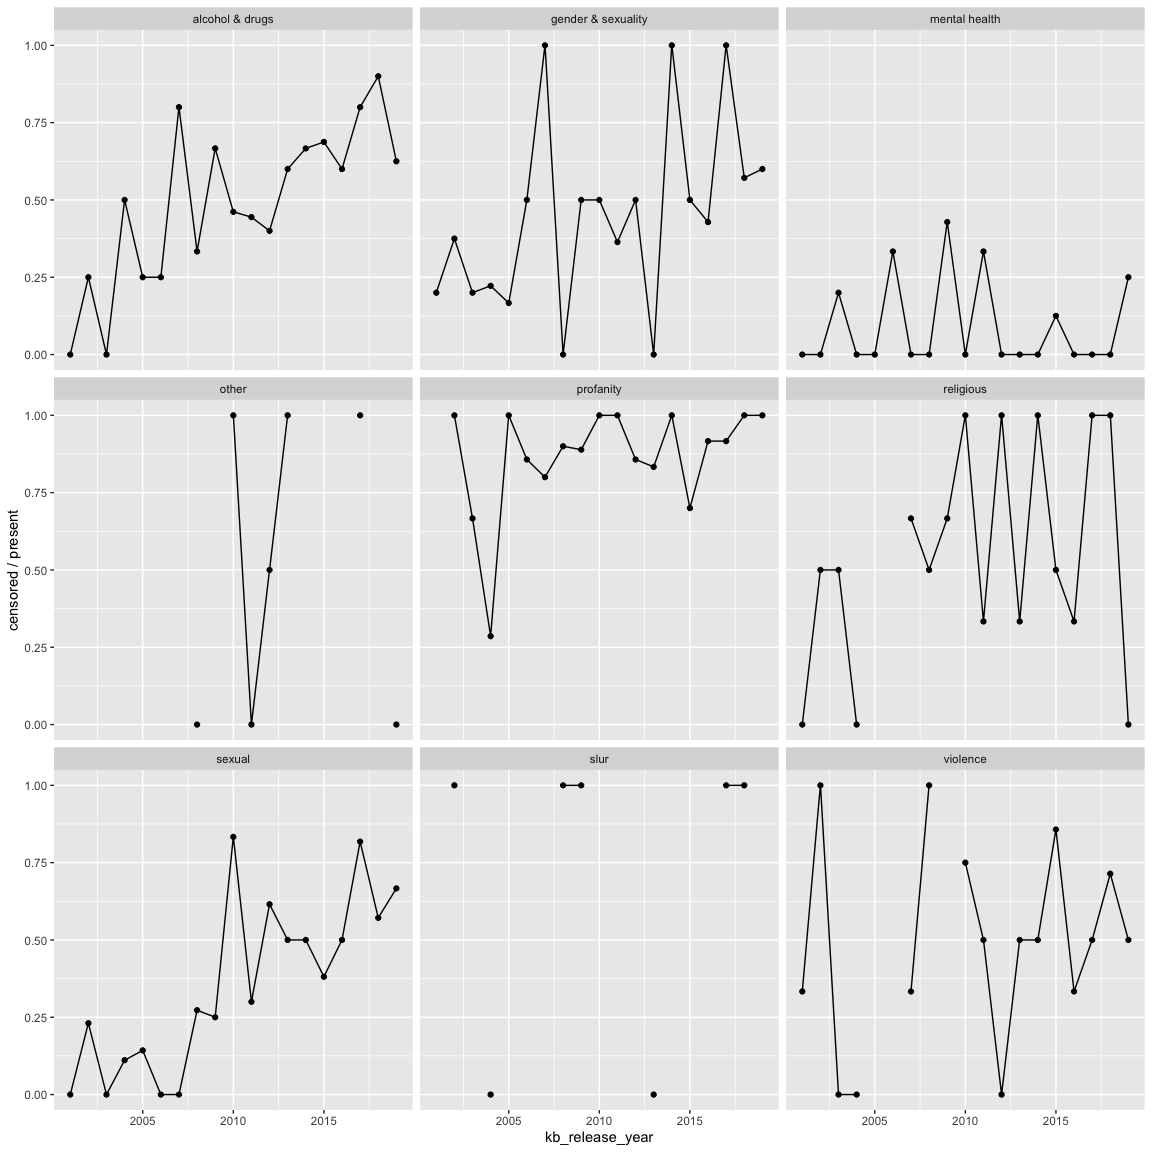 alcohol & drugs gender & sexuality mental health
1.00
0.75
0.50
0.25
0.00
other profanity religious
1.00
0.75
0.50
0.25
0.00
censored / present
sexual slur violence
1.00
0.75
0.50
0.25
0.00
2005 2010 2015 2005 2010 2015 2005 2010 2015
kb_release_year